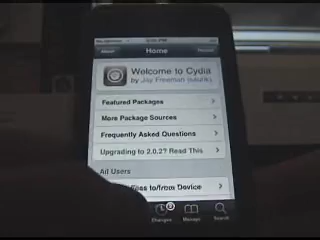 Home
Welcome to Cydia
by Jay Freeman (saurik)
Featured Packages
More Package Sources
Frequently Asked Questions
Upgrading to 2.0.2? Read This
All Users
files to/from Device
Changes
Manage
Search